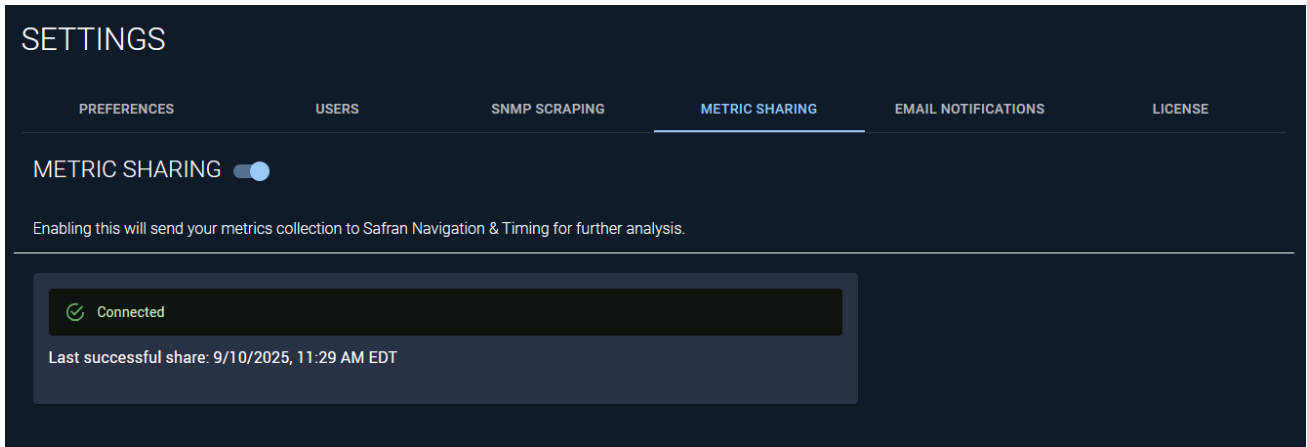 SETTINGS
PREFERENCES USERS SNMP SCRAPING METRIC SHARING EMAIL NOTIFICATIONS LICENSE
METRIC SHARING
Enabling this will send your metrics collection to Safran Navigation & Timing for further analysis.
Connected
Last successful share: 9/10/2025, 11:29 AM EDT